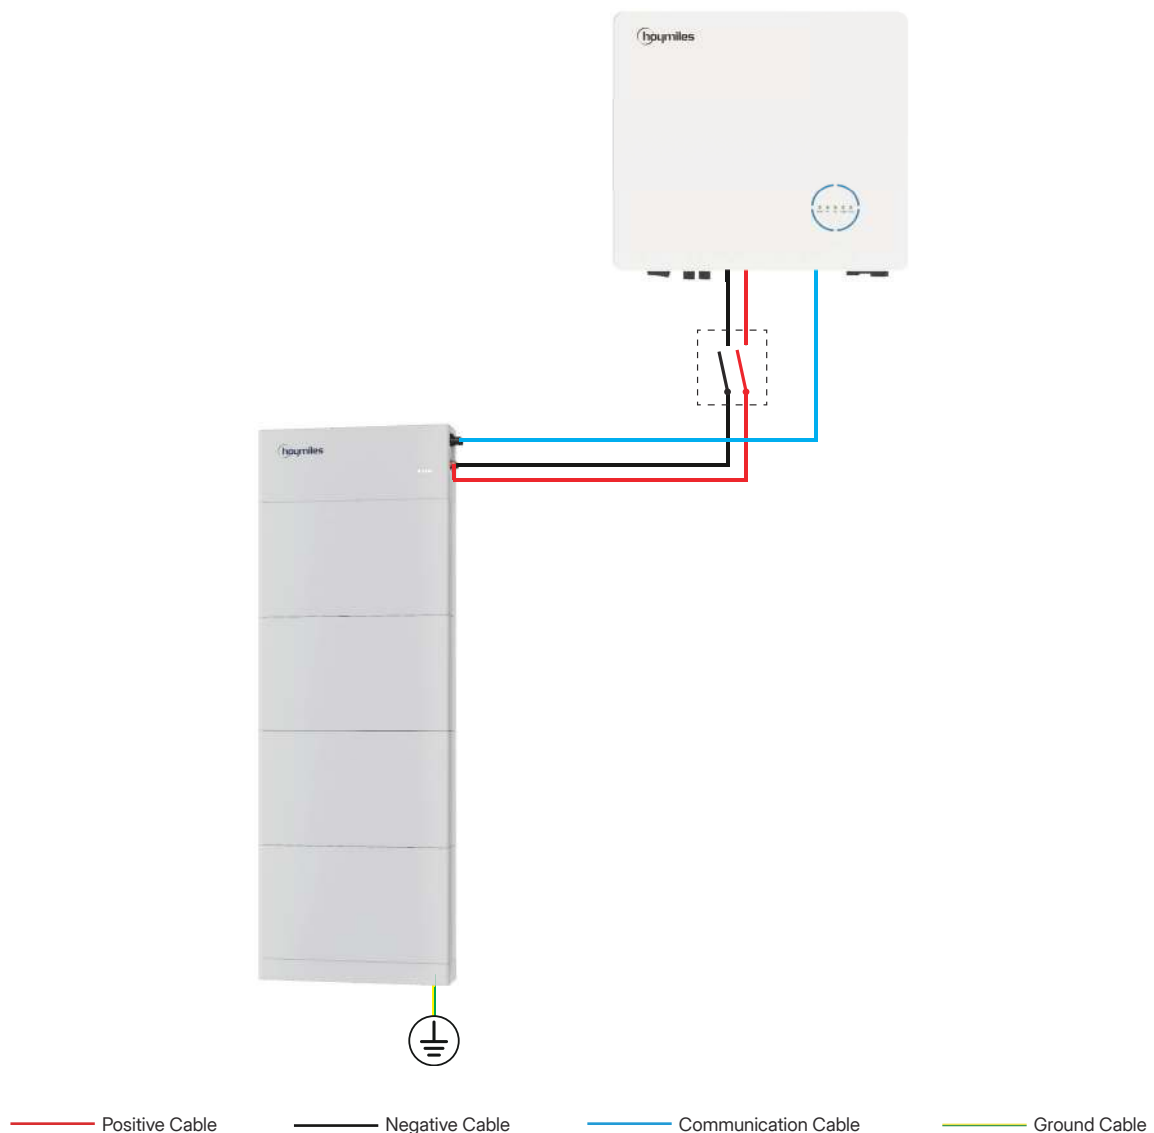 hoymiles
hoymiles
Positive Cable
Negative Cable
Communication Cable
Ground Cable